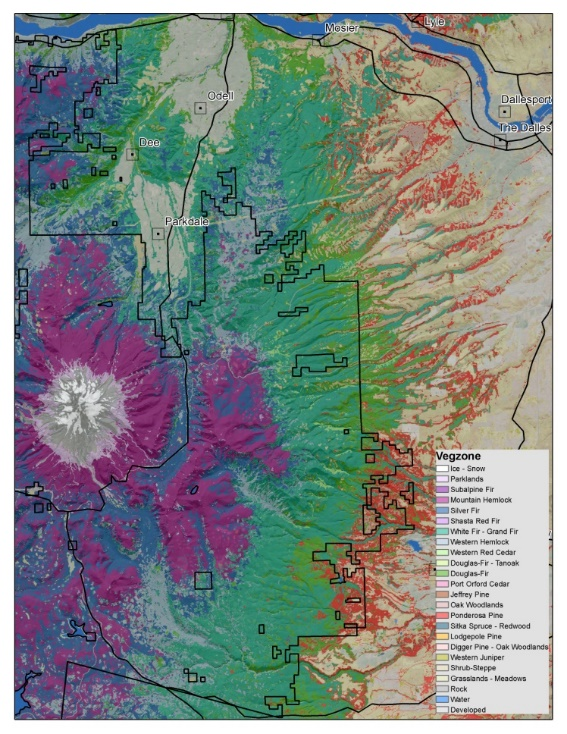 Mosier
Lyle
Odell
Dallesport
The Dalles
Dee
Parkdale
Vegzone
Ice - Snow
Parklands
Subalpine Fir
Mountain Hemlock
Silver Fir
Shasta Red Fir
White Fir - Grand Fir
Western Hemlock
Western Red Cedar
Douglas-Fir - Tanoak
Douglas-Fir
Port Orford Cedar
Jeffrey Pine
Oak Woodlands
Ponderosa Pine
Sitka Spruce - Redwood
Lodgepole Pine
Digger Pine - Oak Woodlands
Western Juniper
Shrub-Steppe
Grasslands - Meadows
Rock
Water
Developed